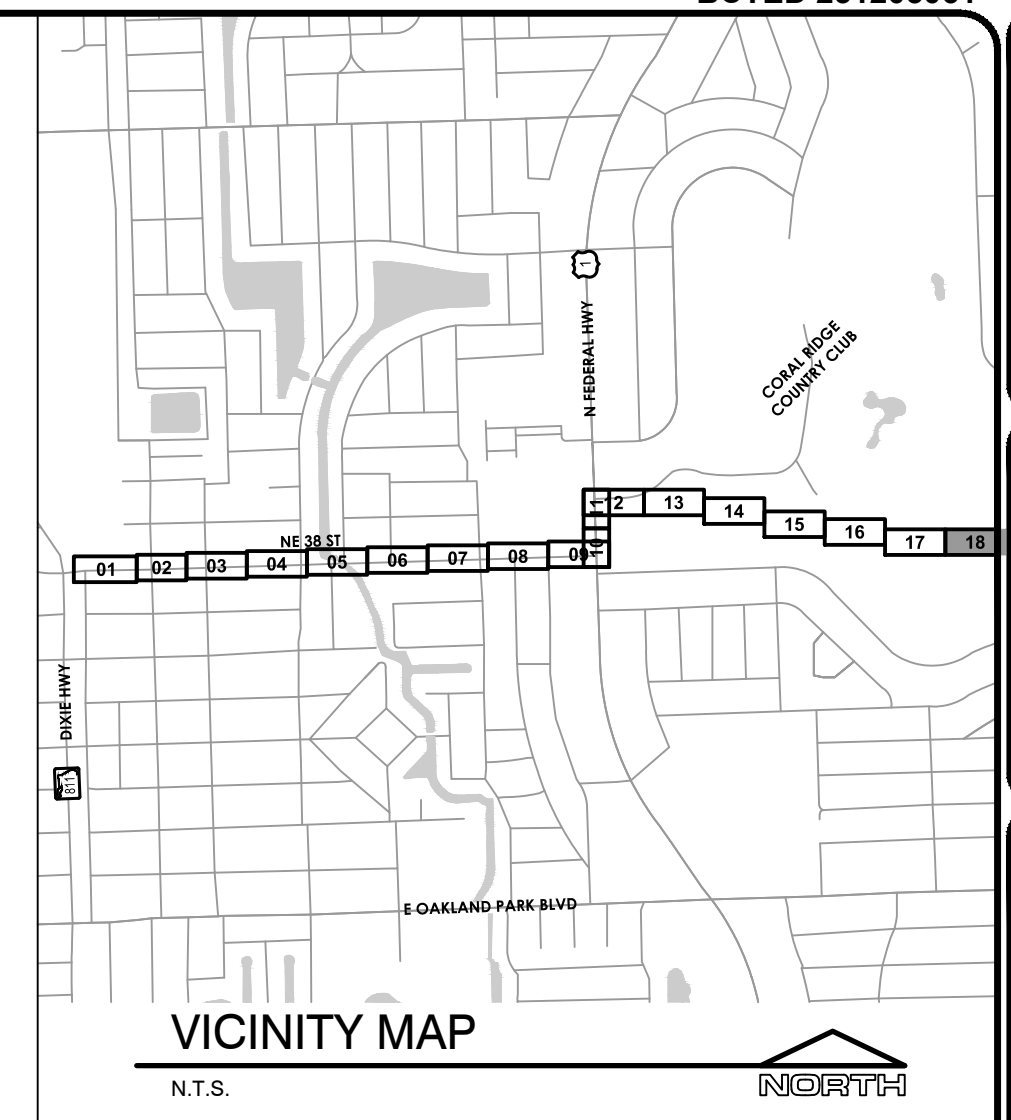 1
N FEDERAL HWY
CORAL RIDGE
COUNTRY CLUB
11
12
13
14
15
16
17
18
NE 38 ST
01
02
03
04
05
06
07
08
09
10
DIXIE HWY
811
E OAKLAND PARK BLVD
VICINITY MAP
N.T.S.
NORTH